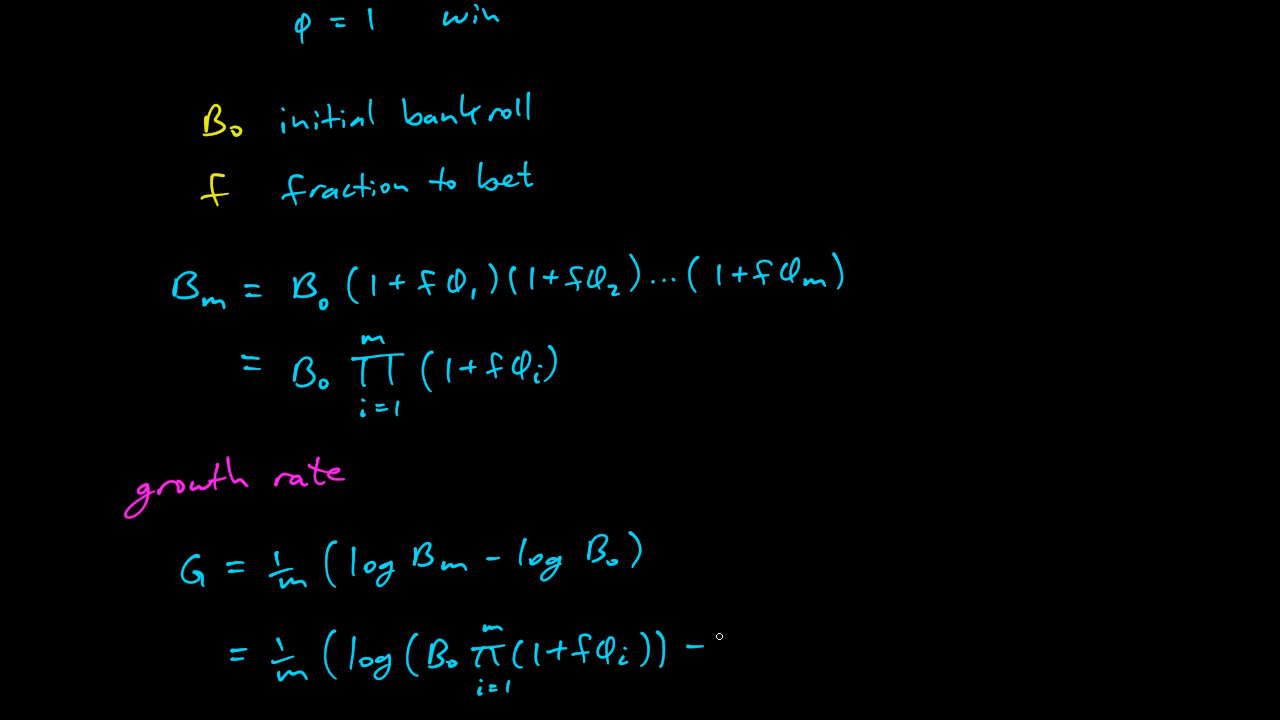 φ = 1 win
B₀ initial bankroll
f fraction to bet
Bₘ = B₀ (1+fφ₁)(1+fφ₂)...(1+fφₘ)
= B₀ ∏ᵢ₌₁ᵐ (1+fφᵢ)
growth rate
G = 1/m (log Bₘ - log B₀)
= 1/m (log(B₀ ∏ᵢ₌₁ᵐ (1+fφᵢ)) -